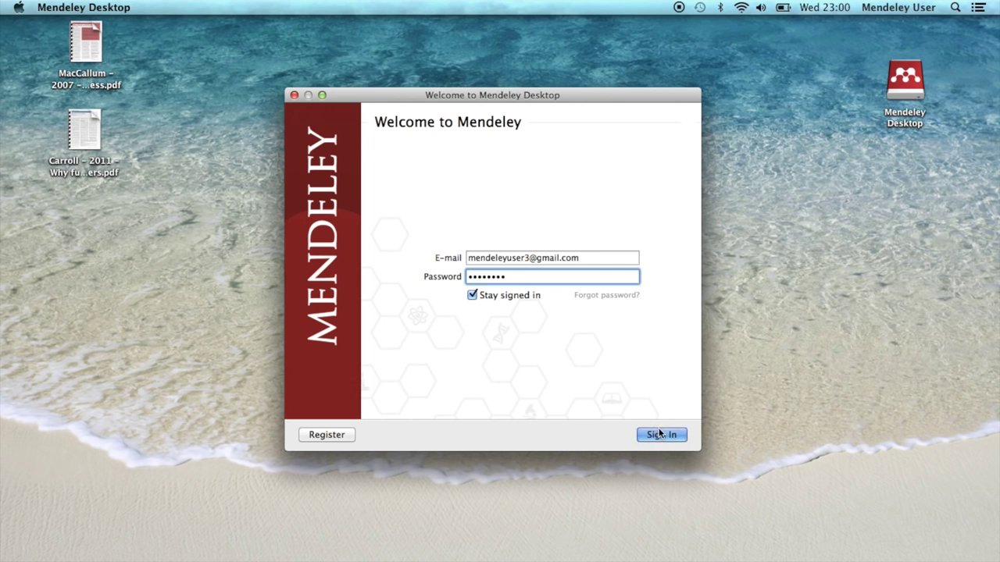 Mendeley Desktop
Wed 23:00
Mendeley User
MacCallum -
2007 -...ess.pdf
Carroll - 2011 -
Why fu...ers.pdf
Mendeley
Desktop
Welcome to Mendeley Desktop
MENDELEY
Welcome to Mendeley
E-mail mendeleyuser3@gmail.com
Password ••••••••
Stay signed in Forgot password?
Register
Sign In